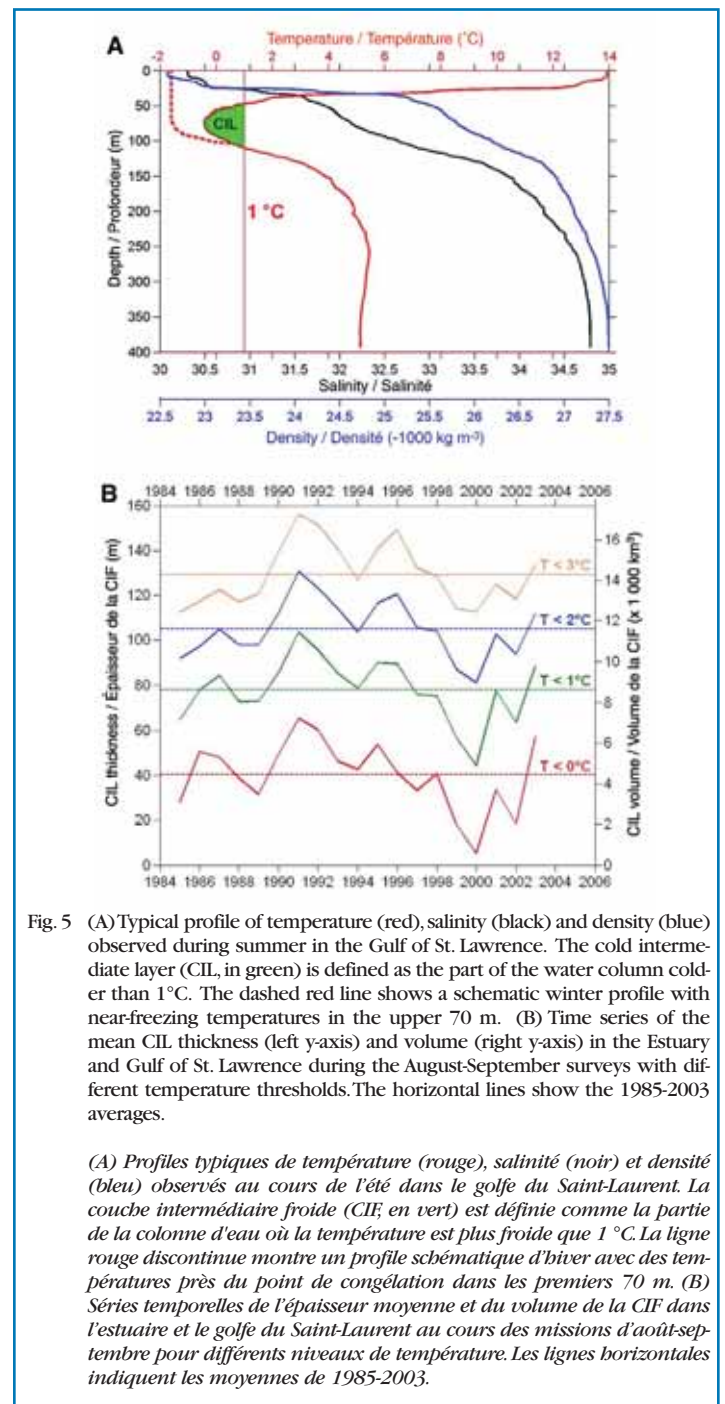 A
Temperature / Température (˚C)
-2 0 2 4 6 8 10 12 14
0
50
100
150
200
250
300
350
400
Depth / Profondeur (m)
CIL
1 °C
30 30.5 31 31.5 32 32.5 33 33.5 34 34.5 35
Salinity / Salinité
22.5 23 23.5 24 24.5 25 25.5 26 26.5 27 27.5
Density / Densité (-1000 kg m-3)
B
1984 1986 1988 1990 1992 1994 1996 1998 2000 2002 2004 2006
160
140
120
100
80
60
40
20
0
CIL thickness / Épaisseur de la CIF (m)
T < 3°C
T < 2°C
T < 1°C
T < 0°C
16
14
12
10
8
6
4
2
0
CIL volume / Volume de la CIF (x 1 000 km³)
1984 1986 1988 1990 1992 1994 1996 1998 2000 2002 2004 2006
Fig. 5 (A) Typical profile of temperature (red), salinity (black) and density (blue)
observed during summer in the Gulf of St. Lawrence. The cold interme-
diate layer (CIL, in green) is defined as the part of the water column cold-
er than 1°C. The dashed red line shows a schematic winter profile with
near-freezing temperatures in the upper 70 m. (B) Time series of the
mean CIL thickness (left y-axis) and volume (right y-axis) in the Estuary
and Gulf of St. Lawrence during the August-September surveys with dif-
ferent temperature thresholds. The horizontal lines show the 1985-2003
averages.
(A) Profiles typiques de température (rouge), salinité (noir) et densité
(bleu) observés au cours de l'été dans le golfe du Saint-Laurent. La
couche intermédiaire froide (CIF, en vert) est définie comme la partie
de la colonne d'eau où la température est plus froide que 1 °C. La ligne
rouge discontinue montre un profile schématique d'hiver avec des tem-
pératures près du point de congélation dans les premiers 70 m. (B)
Séries temporelles de l'épaisseur moyenne et du volume de la CIF dans
l'estuaire et le golfe du Saint-Laurent au cours des missions d'août-sep-
tembre pour différents niveaux de température. Les lignes horizontales
indiquent les moyennes de 1985-2003.